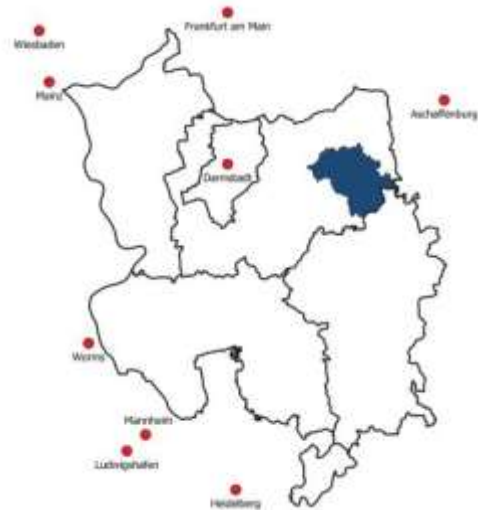 Frankfurt am Main
Wiesbaden
Mainz
Aschaffenburg
Darmstadt
Worms
Mannheim
Ludwigshafen
Heidelberg